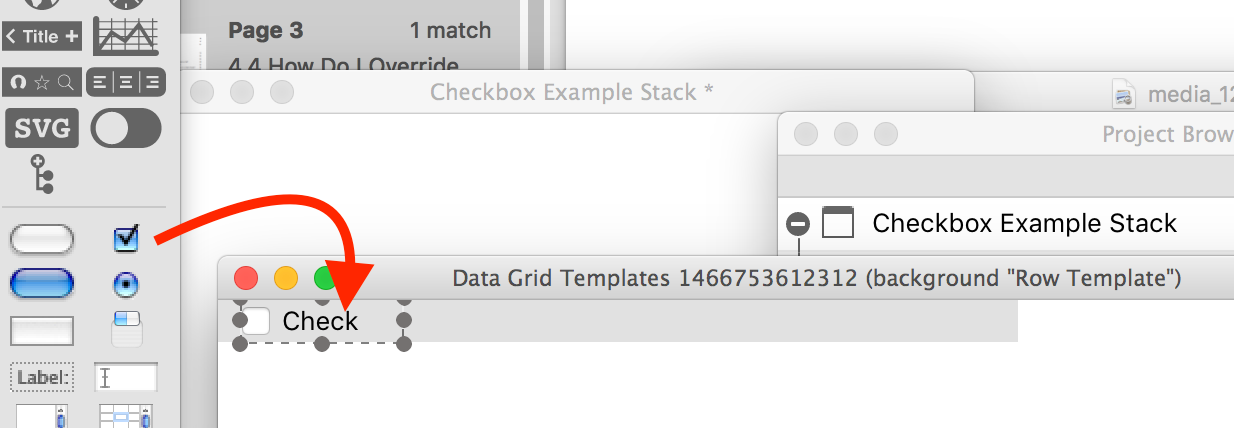 Title
Page 3
1 match
4.4 How Do I Override
SVG
Checkbox Example Stack *
media_12
Project Brow
Checkbox Example Stack
Data Grid Templates 1466753612312 (background "Row Template")
Check
Label: